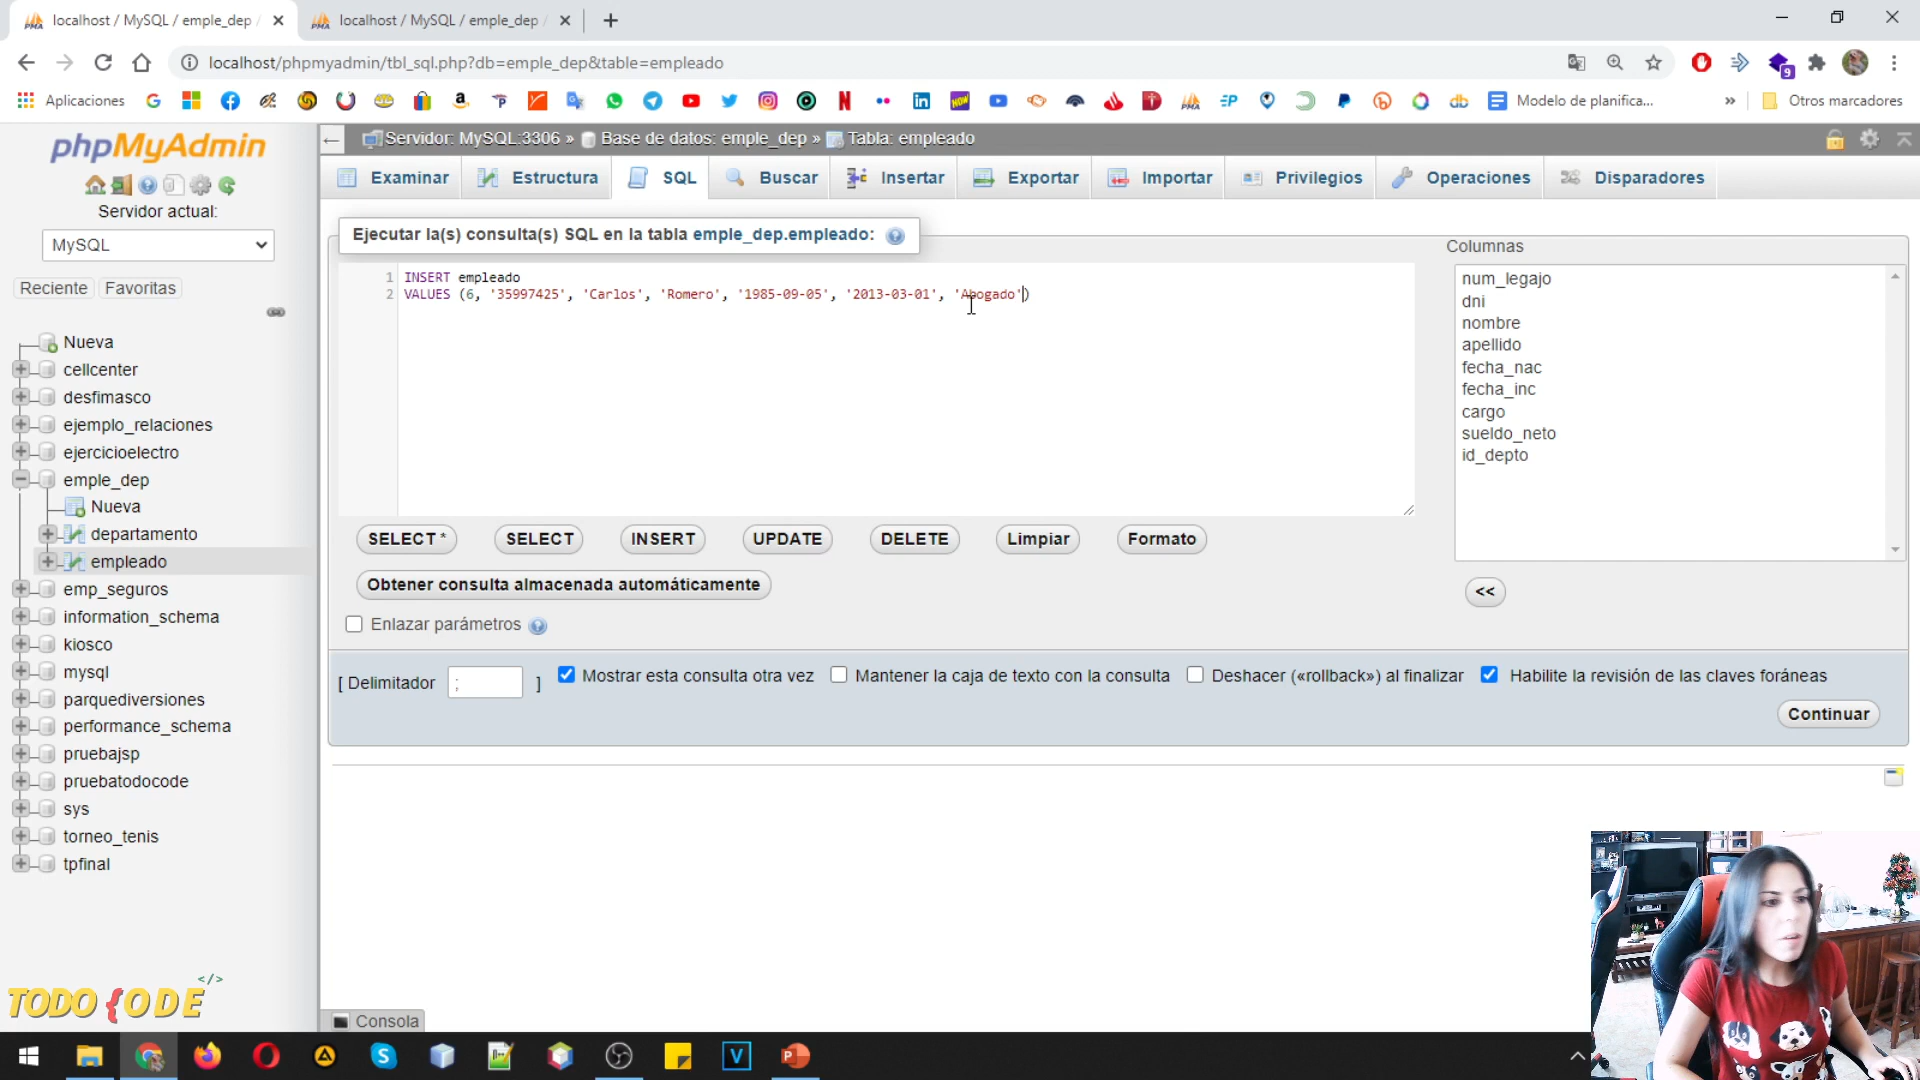 localhost / MySQL / emple_dep /
localhost / MySQL / emple_dep /
localhost/phpmyadmin/tbl_sql.php?db=emple_dep&table=empleado
9
Aplicaciones
Modelo de planifica...
»
Otros marcadores
phpMyAdmin
Servidor actual:
MySQL
Reciente
Favoritas
Nueva
cellcenter
desfimasco
ejemplo_relaciones
ejercicioelectro
emple_dep
Nueva
departamento
empleado
emp_seguros
information_schema
kiosco
mysql
parquediversiones
performance_schema
pruebajsp
pruebatodocode
sys
torneo_tenis
tpfinal
</>
TODO {ODE
Servidor: MySQL:3306 » Base de datos: emple_dep » Tabla: empleado
Examinar
Estructura
SQL
Buscar
Insertar
Exportar
Importar
Privilegios
Operaciones
Disparadores
Ejecutar la(s) consulta(s) SQL en la tabla emple_dep.empleado:
1 INSERT empleado
2 VALUES (6, '35997425', 'Carlos', 'Romero', '1985-09-05', '2013-03-01', 'Abogado')
Columnas
num_legajo
dni
nombre
apellido
fecha_nac
fecha_inc
cargo
sueldo_neto
id_depto
SELECT *
SELECT
INSERT
UPDATE
DELETE
Limpiar
Formato
<<
Obtener consulta almacenada automáticamente
Enlazar parámetros
[ Delimitador ; ]
Mostrar esta consulta otra vez
Mantener la caja de texto con la consulta
Deshacer («rollback») al finalizar
Habilite la revisión de las claves foráneas
Continuar
Consola